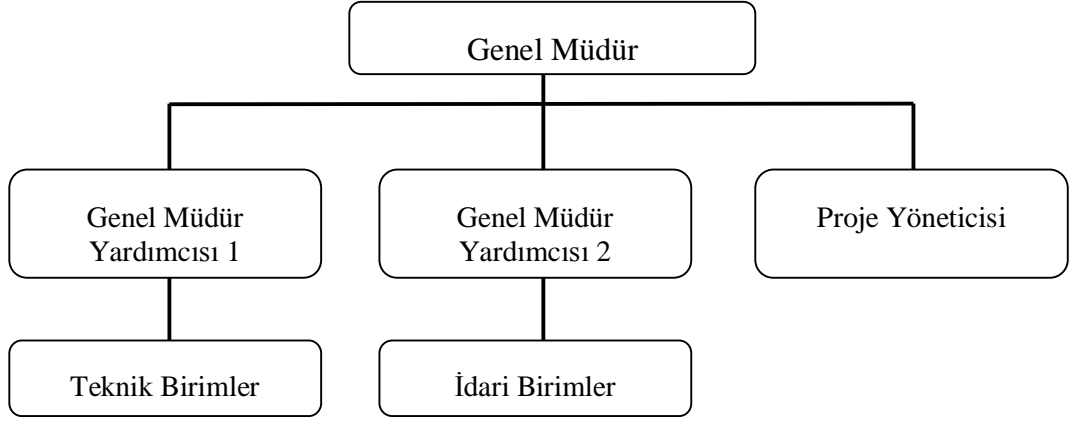 Genel Müdür
Genel Müdür
Yardımcısı 1
Genel Müdür
Yardımcısı 2
Proje Yöneticisi
Teknik Birimler
İdari Birimler